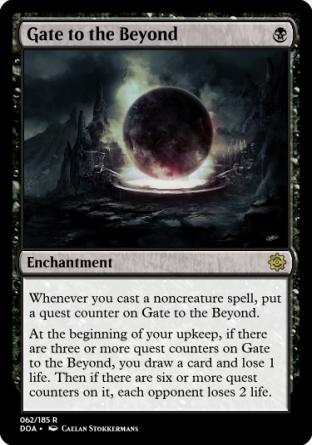 Gate to the Beyond
Enchantment
Whenever you cast a noncreature spell, put
a quest counter on Gate to the Beyond.
At the beginning of your upkeep, if there
are three or more quest counters on Gate
to the Beyond, you draw a card and lose 1
life. Then if there are six or more quest
counters on it, each opponent loses 2 life.
062/185 R
DOA • Caelan Stokkermans